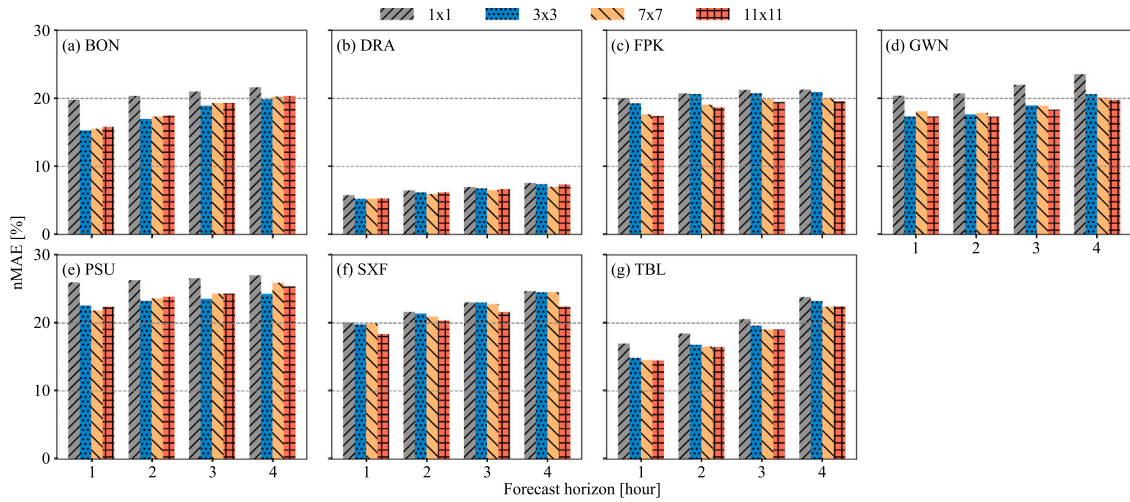 1x1 3x3 7x7 11x11
30 (a) BON (b) DRA (c) FPK (d) GWN
20
10
0
1 2 3 4
nMAE [%]
30 (e) PSU (f) SXF (g) TBL
20
10
0
1 2 3 4 1 2 3 4 1 2 3 4
Forecast horizon [hour]